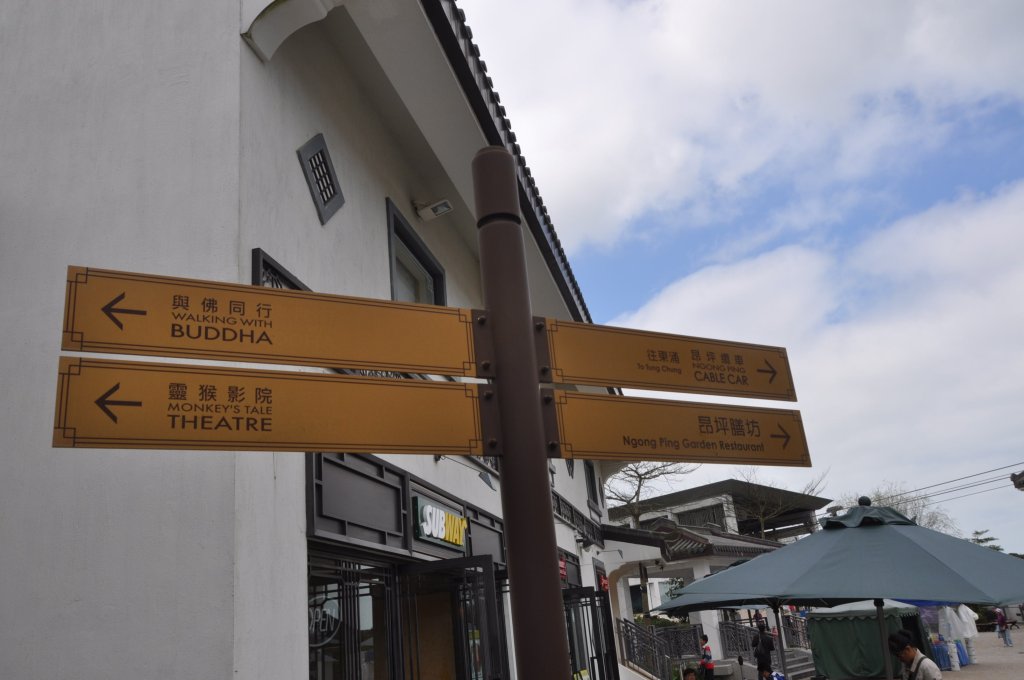 與佛同行
WALKING WITH
BUDDHA
靈猴影院
MONKEY'S TALE
THEATRE
往東涌 昂坪纜車
To Tung Chung NGONG PING
CABLE CAR
昂坪膳坊
Ngong Ping Garden Restaurant
SUBWAY
OPEN